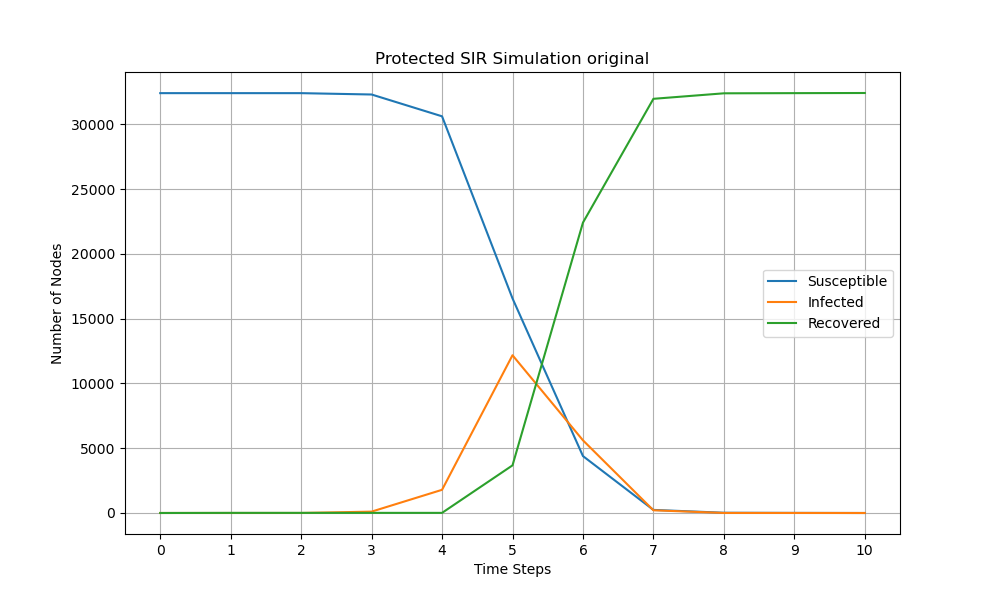 Protected SIR Simulation original
Number of Nodes
30000
25000
20000
15000
10000
5000
0
Susceptible
Infected
Recovered
0 1 2 3 4 5 6 7 8 9 10
Time Steps